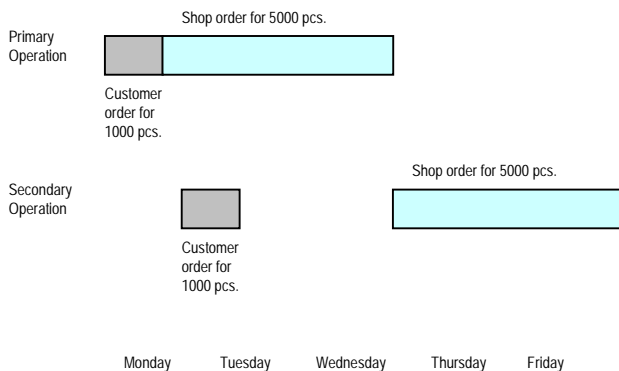 Shop order for 5000 pcs.
Primary
Operation
Customer
order for
1000 pcs.
Shop order for 5000 pcs.
Secondary
Operation
Customer
order for
1000 pcs.
Monday Tuesday Wednesday Thursday Friday